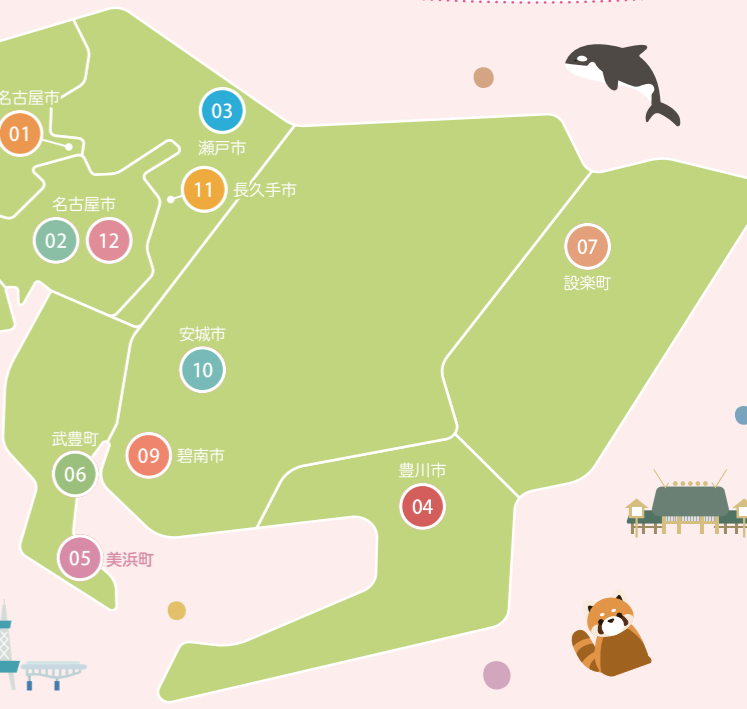 名古屋市
01
03
瀬戸市
11 長久手市
名古屋市
02 12
07
設楽町
安城市
10
武豊町
06
09 碧南市
豊川市
04
05 美浜町